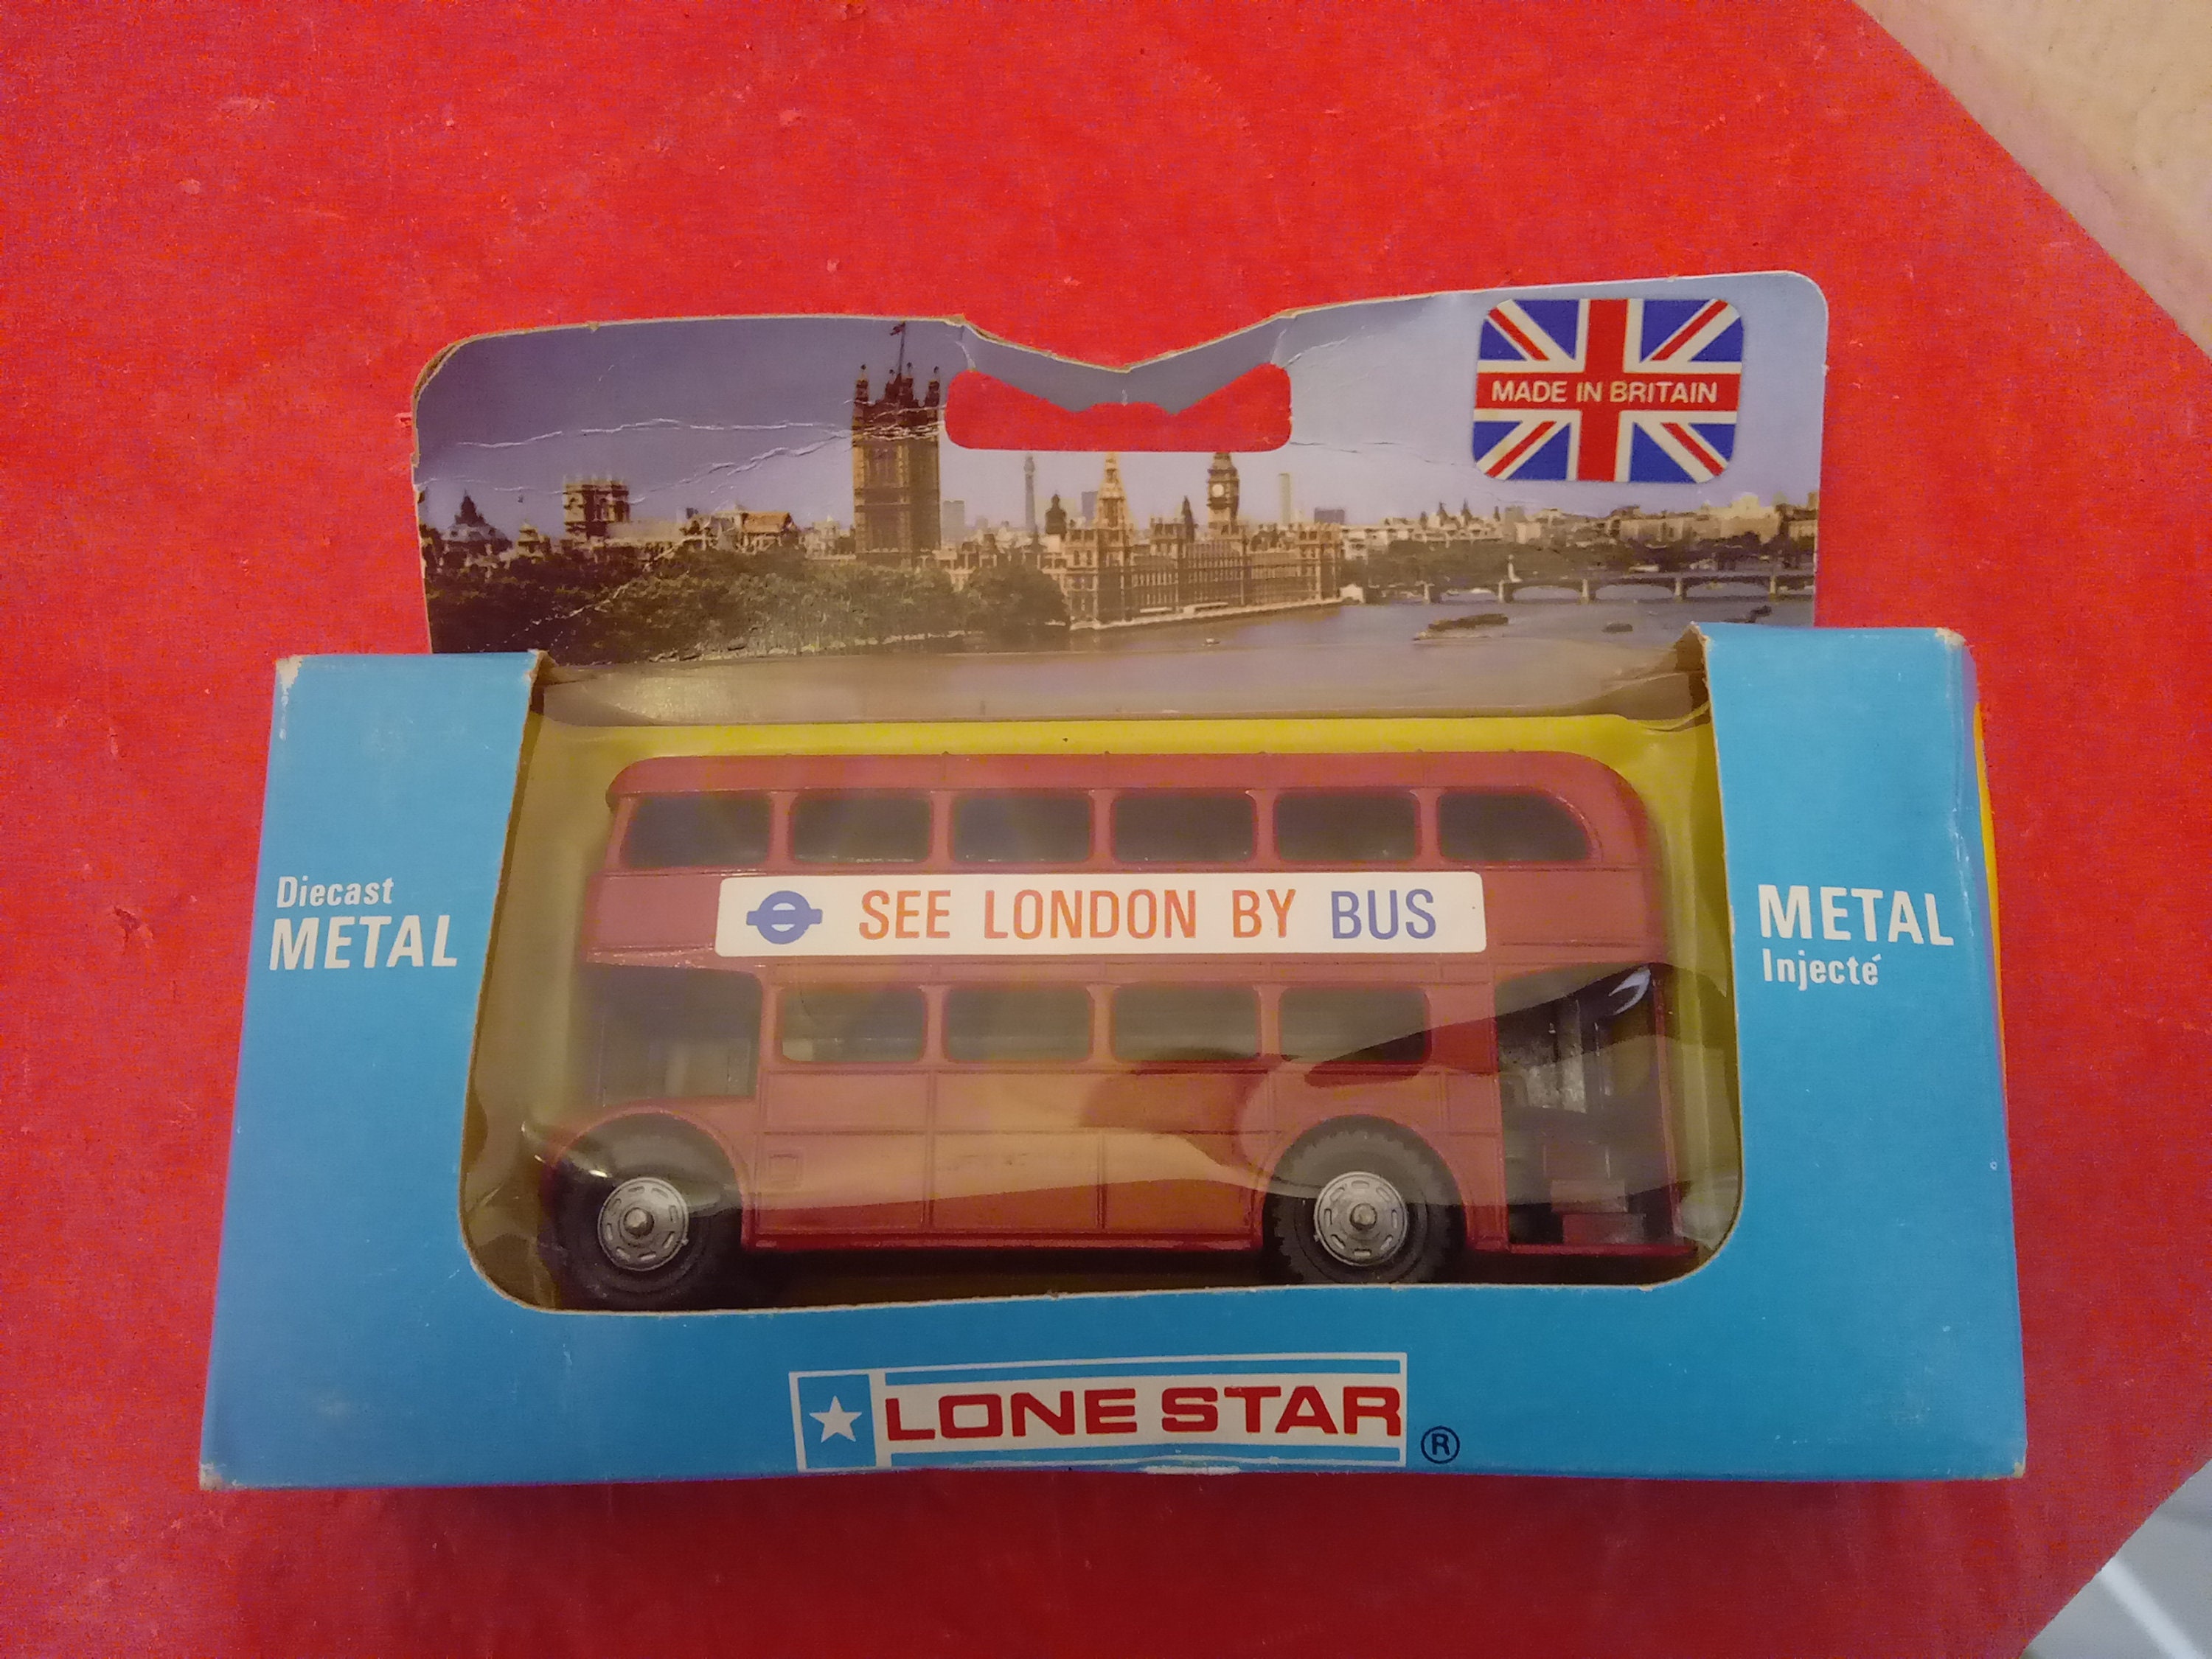 MADE IN BRITAIN
Diecast
METAL
SEE LONDON BY BUS
METAL
Injecté
LONE STAR ®